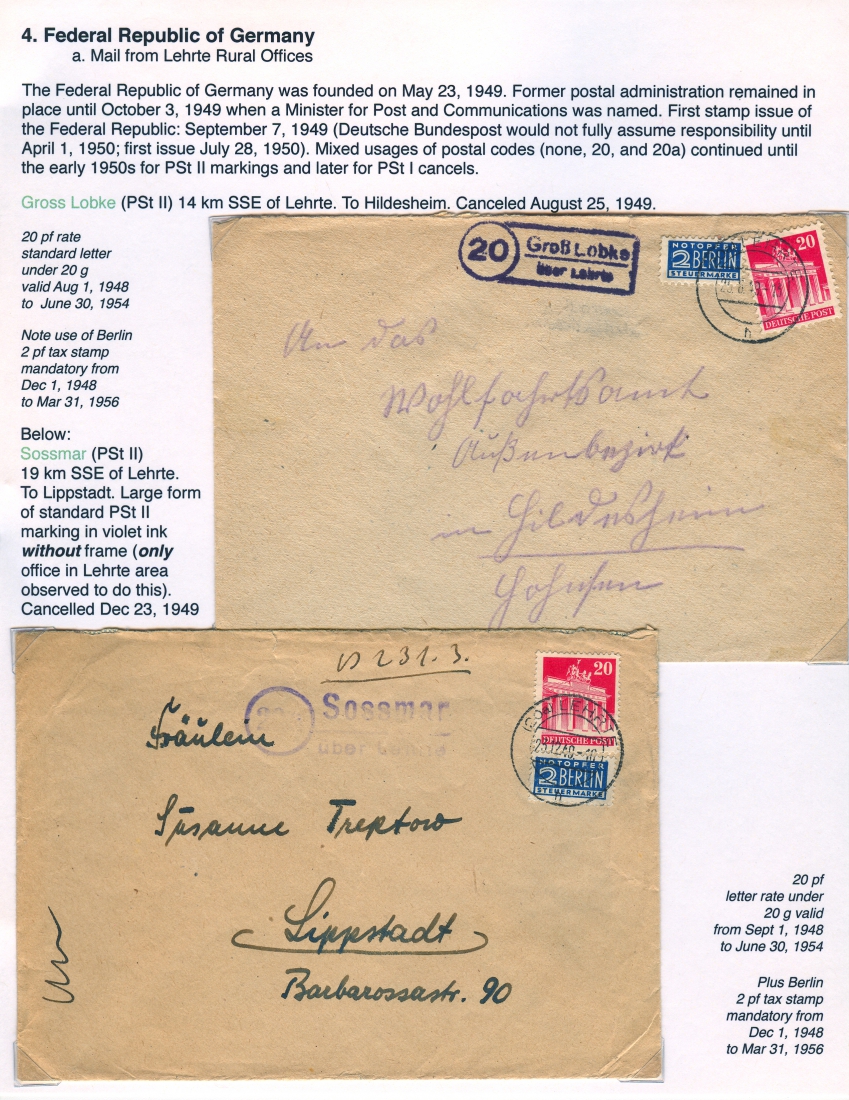 4. Federal Republic of Germany
a. Mail from Lehrte Rural Offices
The Federal Republic of Germany was founded on May 23, 1949. Former postal administration remained in
place until October 3, 1949 when a Minister for Post and Communications was named. First stamp issue of
the Federal Republic: September 7, 1949 (Deutsche Bundespost would not fully assume responsibility until
April 1, 1950; first issue July 28, 1950). Mixed usages of postal codes (none, 20, and 20a) continued until
the early 1950s for PSt II markings and later for PSt I cancels.
Gross Lobke (PSt II) 14 km SSE of Lehrte. To Hildesheim. Canceled August 25, 1949.
20 pf rate
standard letter
under 20 g
valid Aug 1, 1948
to June 30, 1954
Note use of Berlin
2 pf tax stamp
mandatory from
Dec 1, 1948
to Mar 31, 1956
Below:
Sossmar (PSt II)
19 km SSE of Lehrte.
To Lippstadt. Large form
of standard PSt II
marking in violet ink
without frame (only
office in Lehrte area
observed to do this).
Cancelled Dec 23, 1949
20
Groß Lobke
über Lehrte
NOTOPFER
2 BERLIN
STEUERMARKE
20
DEUTSCHE POST
h
An das
Wohlfahrtsamt
Außenbezirk
in Hildesheim
Hohnsen
231.3.
20
Sossmar
über Lehrte
20
DEUTSCHE POST
LEHRTE
NOTOPFER
2 BERLIN
STEUERMARKE
Fräulein
Susanne Treptow
Lippstadt
Barbarossastr. 90
20 pf
letter rate under
20 g valid
from Sept 1, 1948
to June 30, 1954
Plus Berlin
2 pf tax stamp
mandatory from
Dec 1, 1948
to Mar 31, 1956